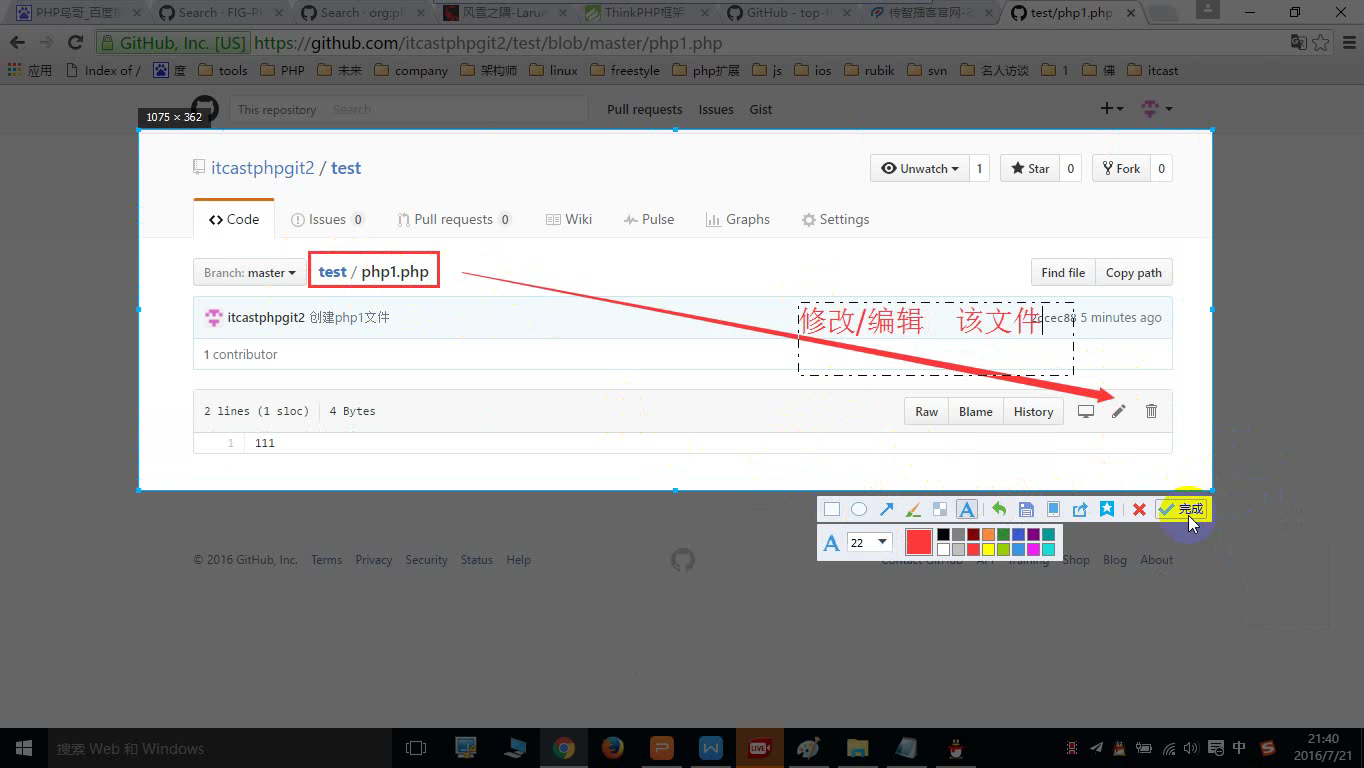 PHP鸟哥_百度
Search · FIG-P
Search · org:pl
风雪之隅-Laru
ThinkPHP框架
GitHub - top-t
传智播客官网-
test/php1.php
GitHub, Inc. [US] https://github.com/itcastphpgit2/test/blob/master/php1.php
应用 Index of / 度 tools PHP 未来 company 架构师 linux freestyle php扩展 js ios rubik svn 名人访谈 1 佛 itcast
This repository Search Pull requests Issues Gist
1075 × 362
itcastphpgit2 / test Unwatch 1 Star 0 Fork 0
Code Issues 0 Pull requests 0 Wiki Pulse Graphs Settings
Branch: master test / php1.php Find file Copy path
itcastphpgit2 创建php1文件 5 minutes ago
修改/编辑 该文件
1 contributor
2 lines (1 sloc) 4 Bytes Raw Blame History
1 111
完成
A 22
© 2016 GitHub, Inc. Terms Privacy Security Status Help Contact GitHub API Training Shop Blog About
搜索 Web 和 Windows
LIVE
中
21:40
2016/7/21